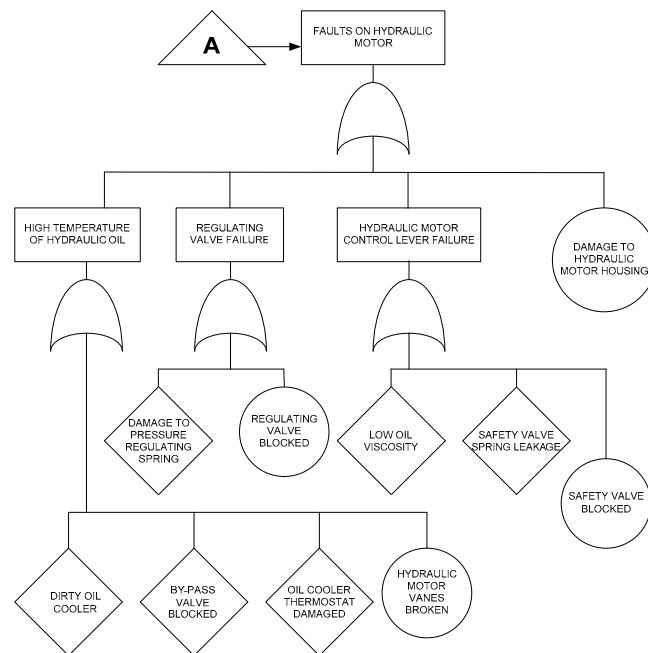 A
FAULTS ON HYDRAULIC
MOTOR
HIGH TEMPERATURE
OF HYDRAULIC OIL
REGULATING
VALVE FAILURE
HYDRAULIC MOTOR
CONTROL LEVER FAILURE
DAMAGE TO
HYDRAULIC
MOTOR HOUSING
DAMAGE TO
PRESSURE
REGULATING
SPRING
REGULATING
VALVE
BLOCKED
LOW OIL
VISCOSITY
SAFETY VALVE
SPRING LEAKAGE
SAFETY VALVE
BLOCKED
DIRTY OIL
COOLER
BY-PASS
VALVE
BLOCKED
OIL COOLER
THERMOSTAT
DAMAGED
HYDRAULIC
MOTOR
VANES
BROKEN